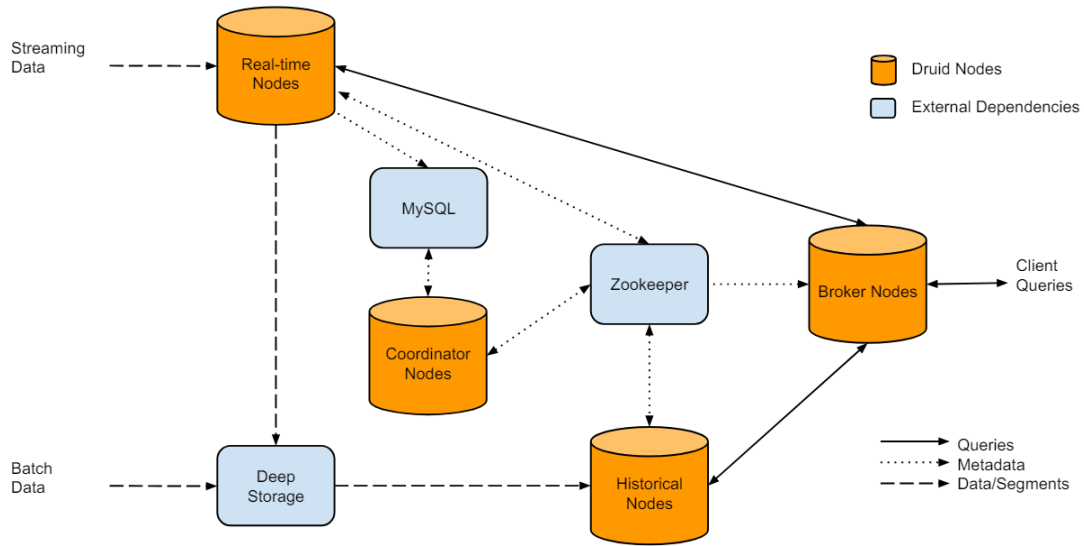 Streaming
Data
Real-time
Nodes
Druid Nodes
External Dependencies
MySQL
Zookeeper
Broker Nodes
Client
Queries
Coordinator
Nodes
Batch
Data
Deep
Storage
Historical
Nodes
Queries
Metadata
Data/Segments